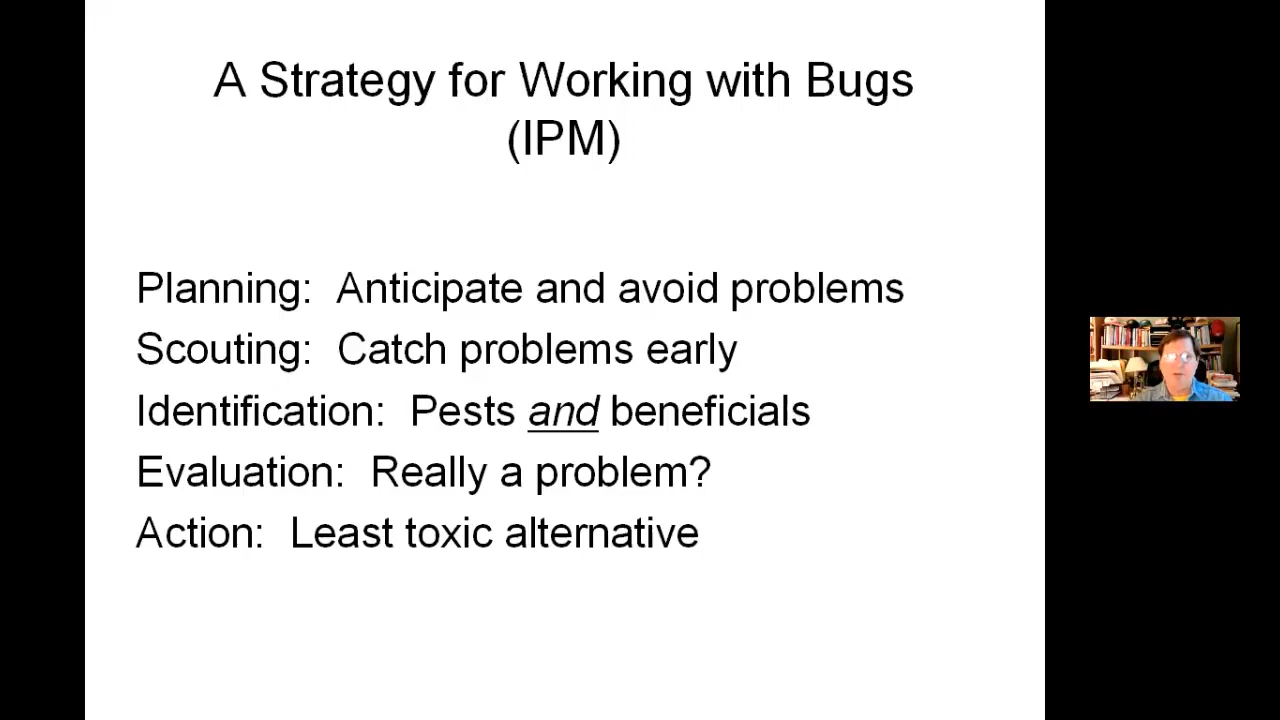 A Strategy for Working with Bugs
(IPM)
Planning: Anticipate and avoid problems
Scouting: Catch problems early
Identification: Pests and beneficials
Evaluation: Really a problem?
Action: Least toxic alternative